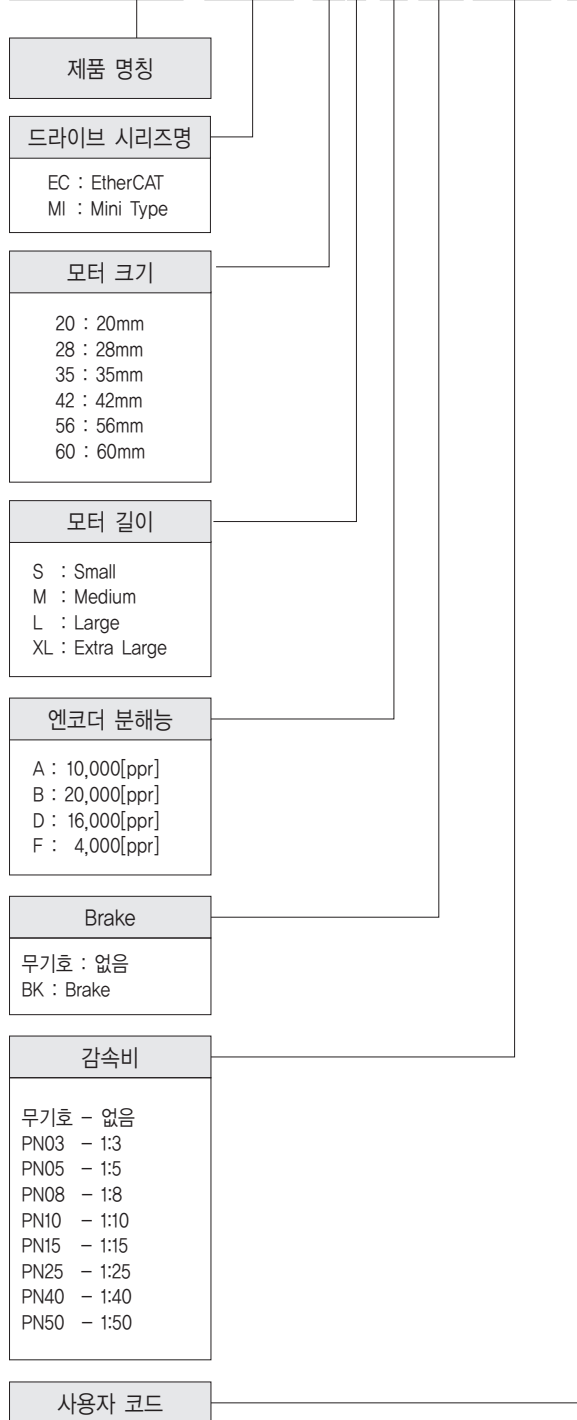 제품 명칭
드라이브 시리즈명
EC : EtherCAT
MI : Mini Type
모터 크기
20 : 20mm
28 : 28mm
35 : 35mm
42 : 42mm
56 : 56mm
60 : 60mm
모터 길이
S : Small
M : Medium
L : Large
XL : Extra Large
엔코더 분해능
A : 10,000[ppr]
B : 20,000[ppr]
D : 16,000[ppr]
F : 4,000[ppr]
Brake
무기호 : 없음
BK : Brake
감속비
무기호 – 없음
PN03 – 1:3
PN05 – 1:5
PN08 – 1:8
PN10 – 1:10
PN15 – 1:15
PN25 – 1:25
PN40 – 1:40
PN50 – 1:50
사용자 코드